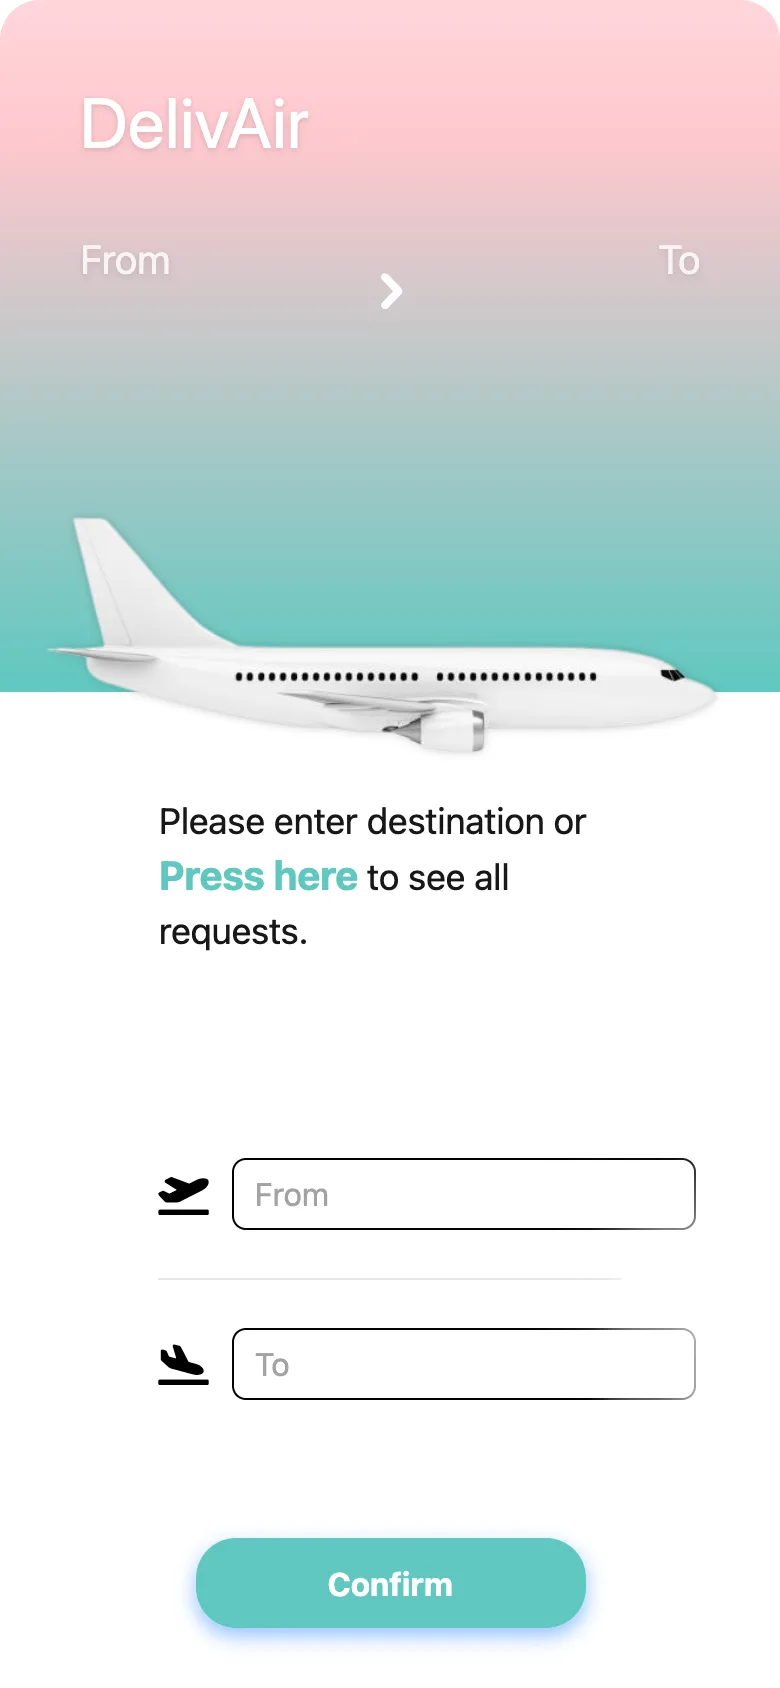 DelivAir
From
To
Please enter destination or
Press here to see all
requests.
From
To
Confirm